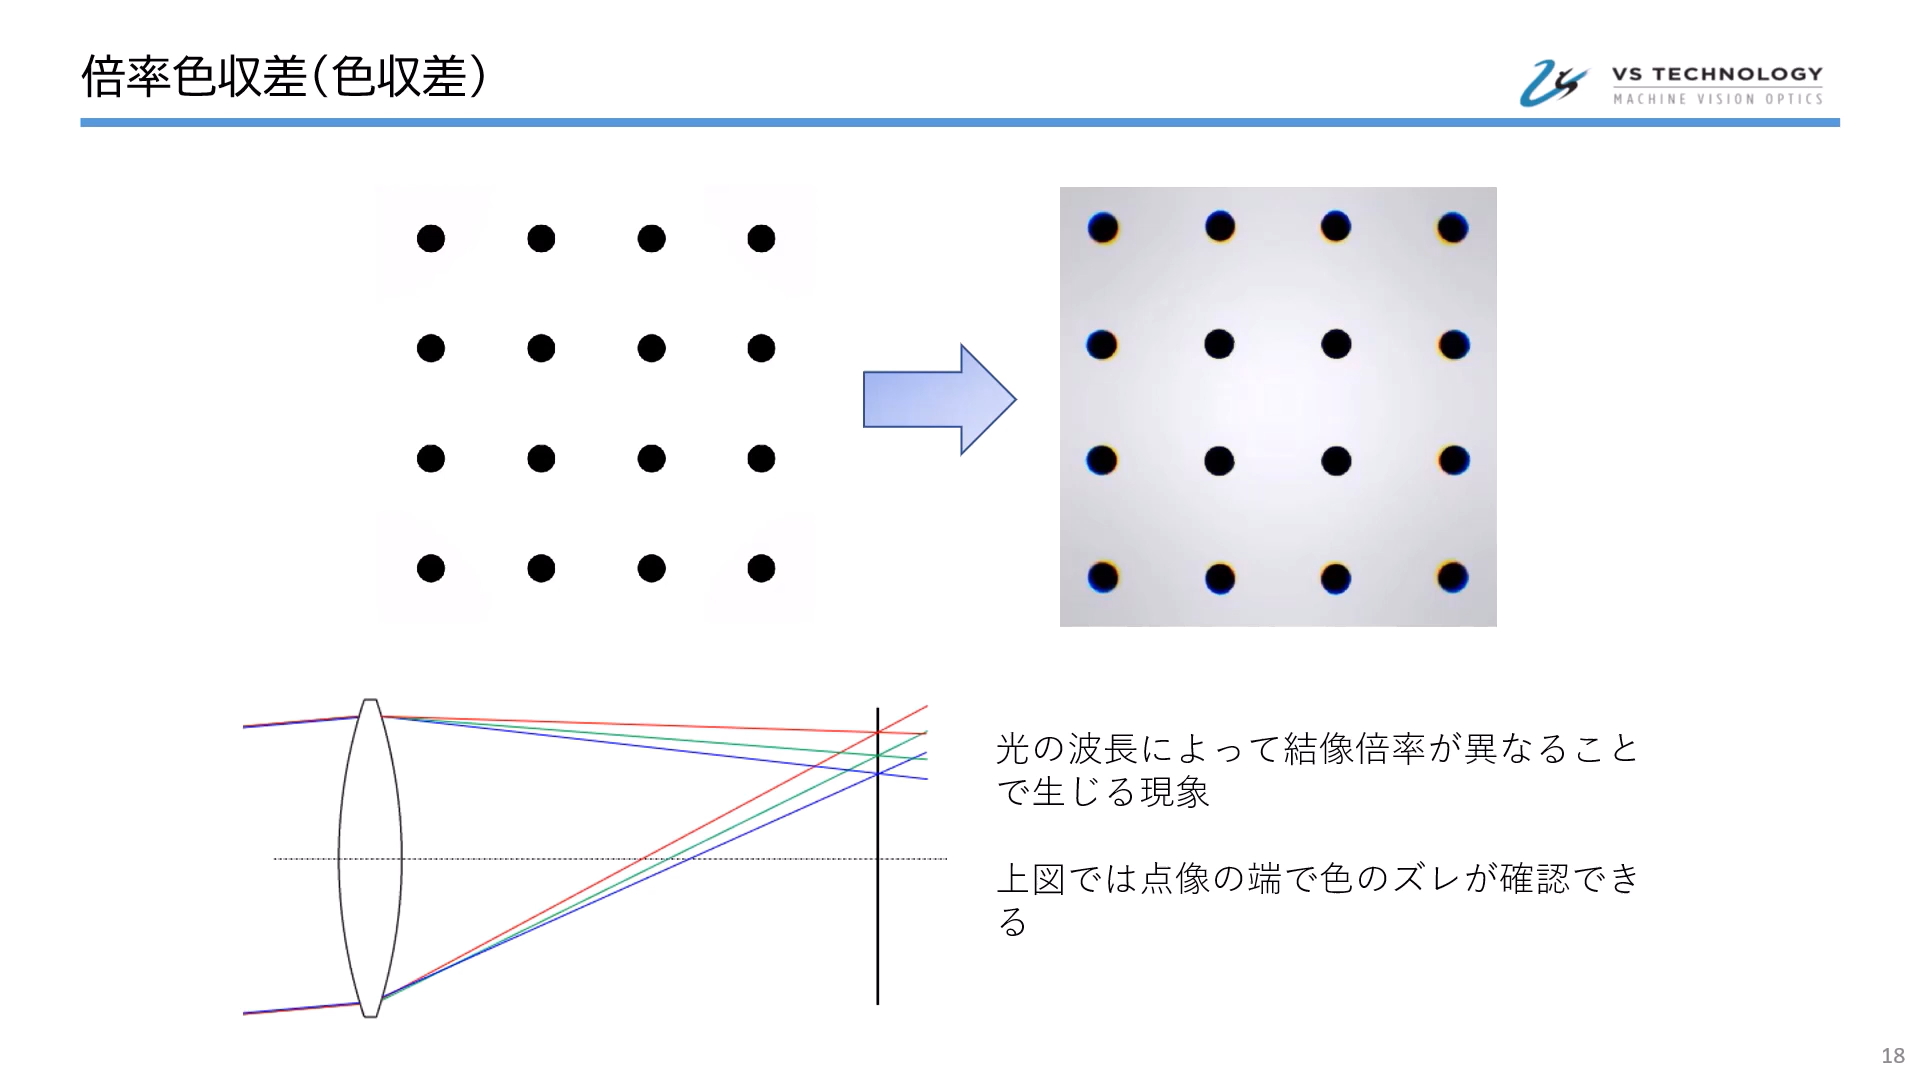 倍率色収差（色収差）
VS TECHNOLOGY
MACHINE VISION OPTICS
光の波長によって結像倍率が異なること
で生じる現象
上図では点像の端で色のズレが確認でき
る
18